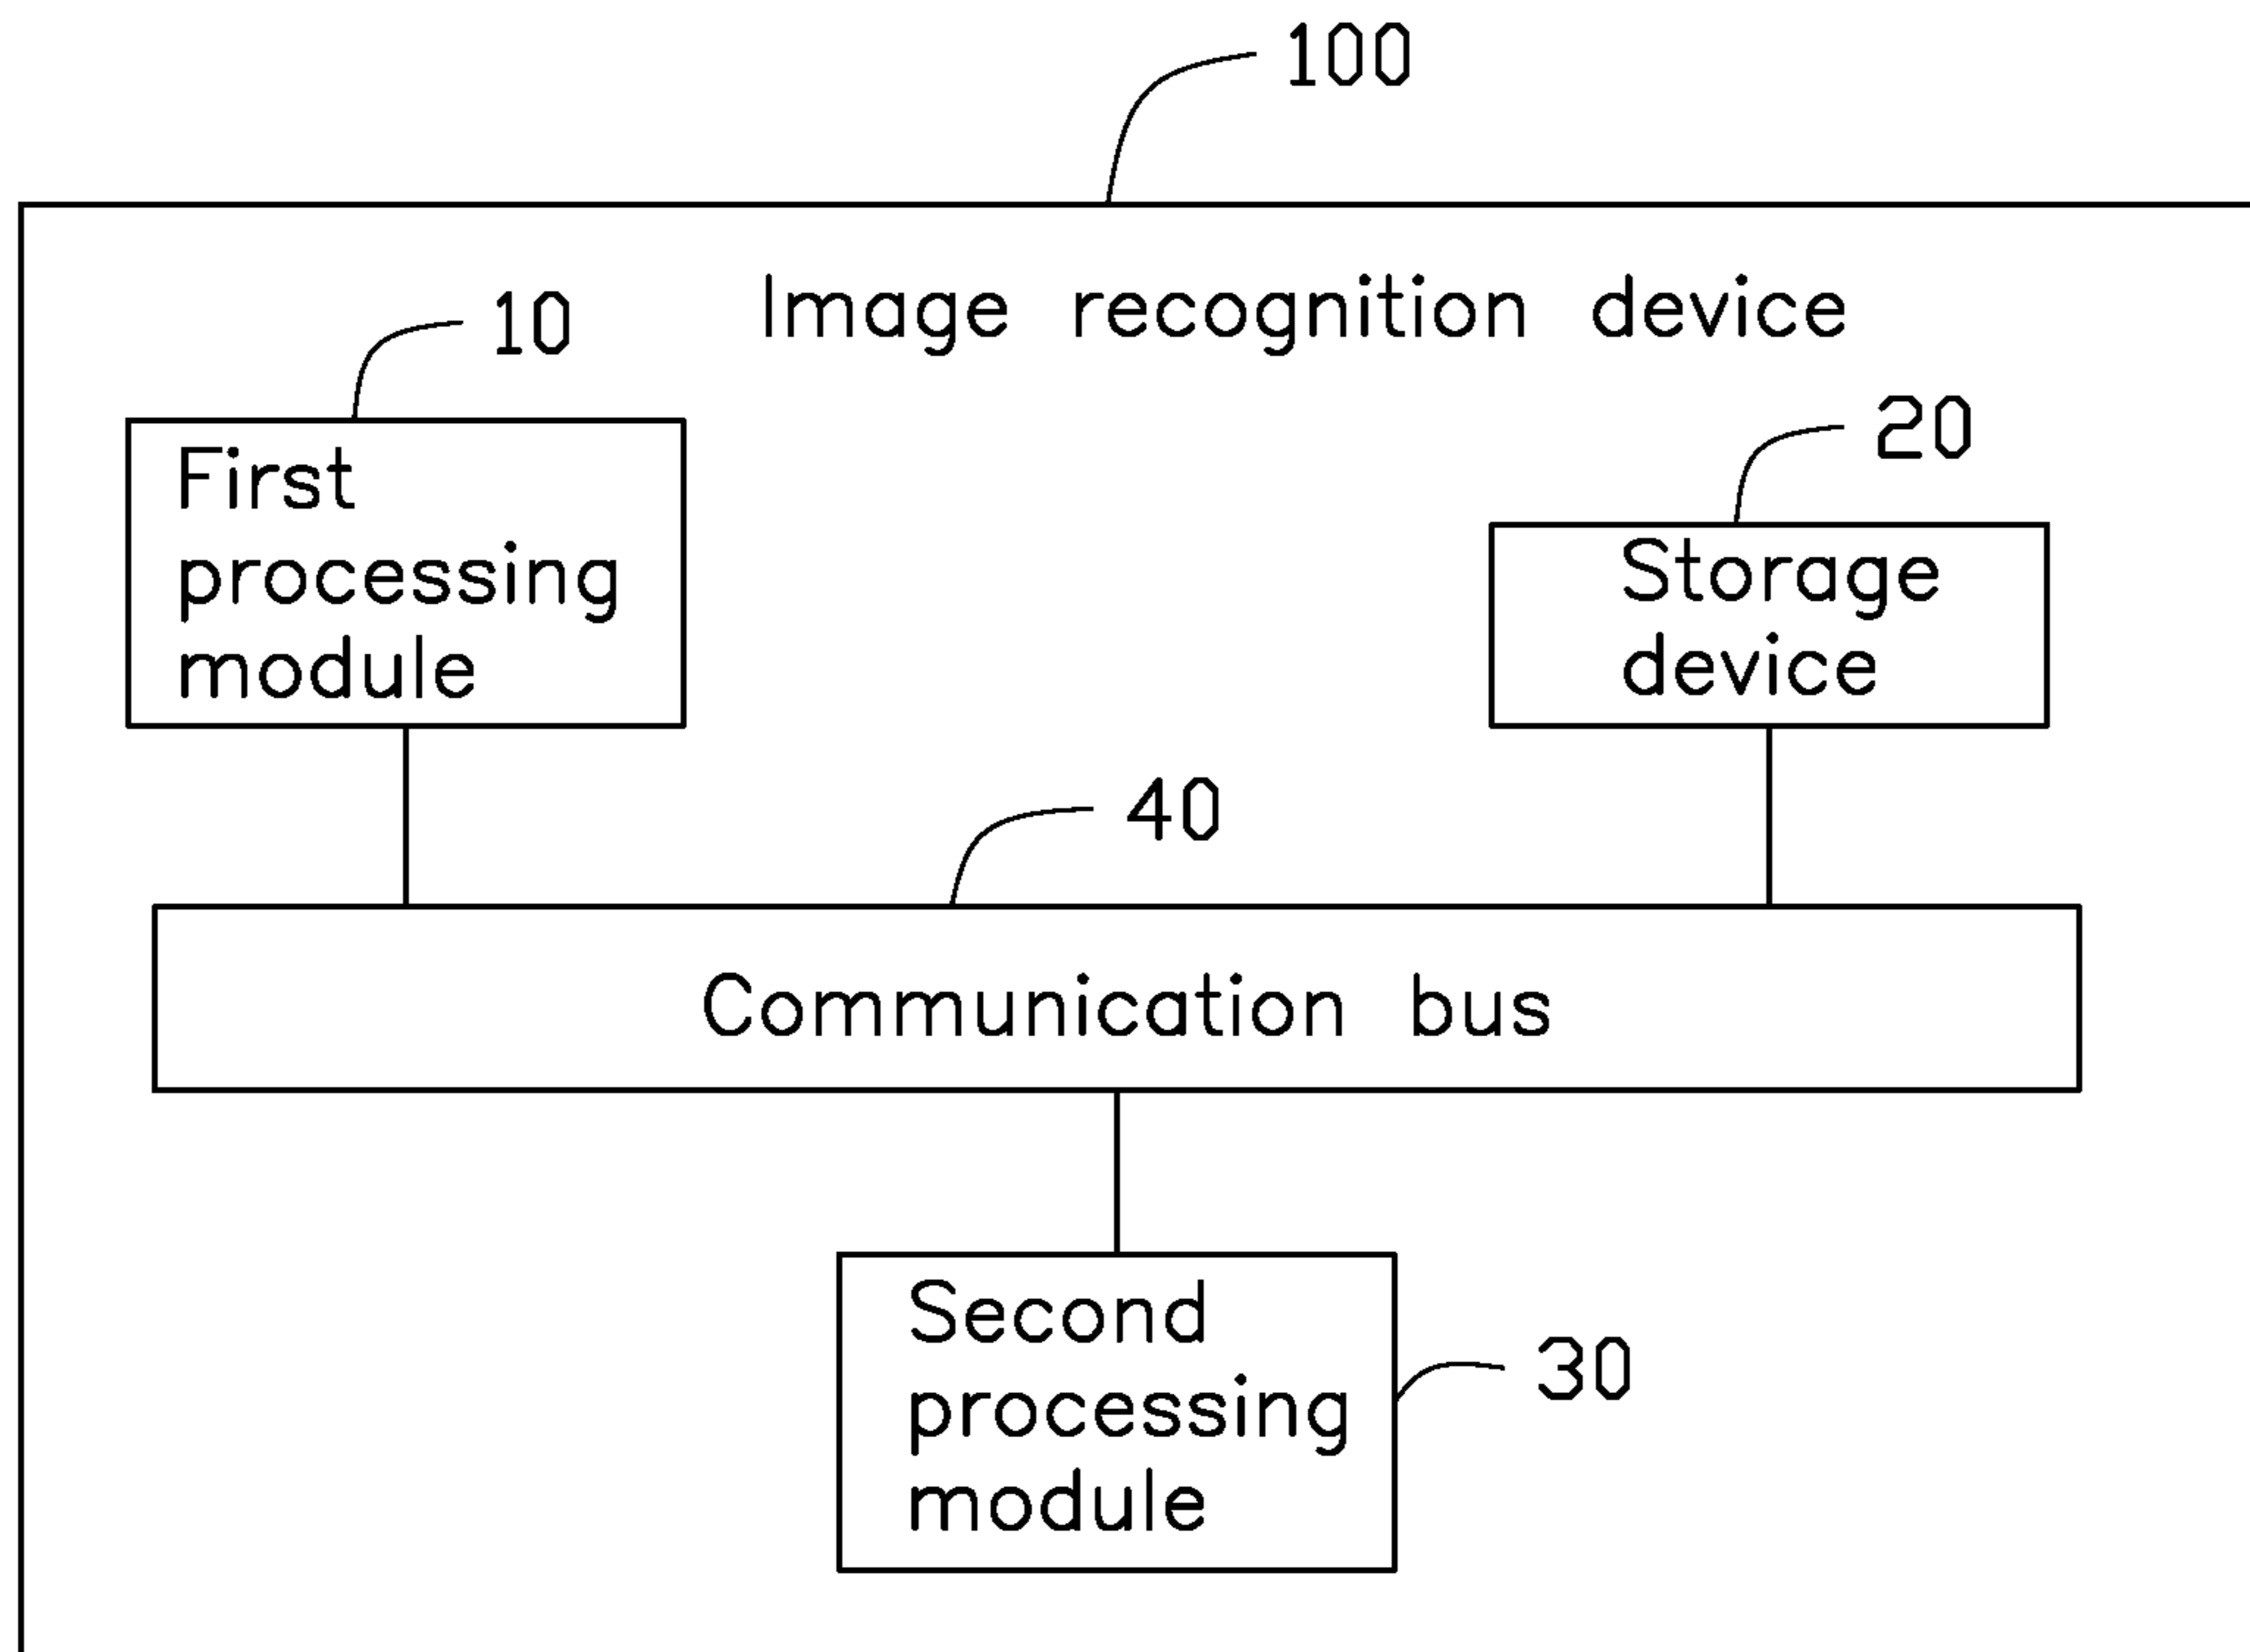 100
Image recognition device
10
20
First
processing
module
Storage
device
40
Communication bus
Second
processing
module
30